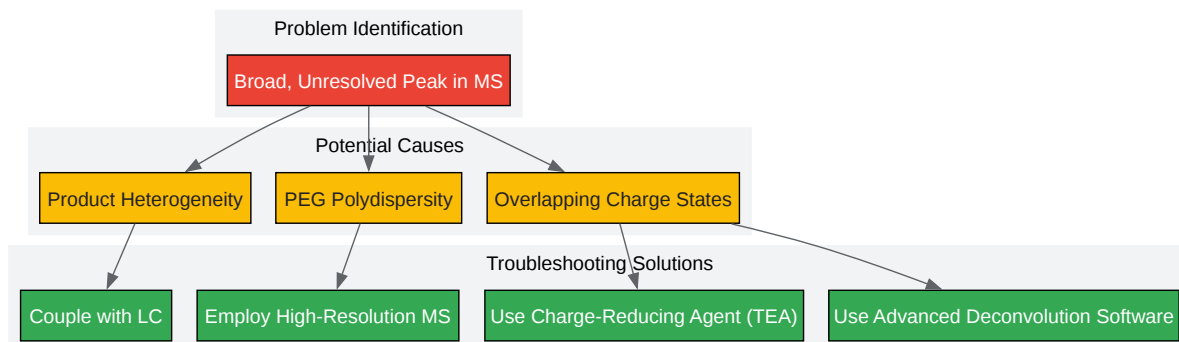 Problem Identification
Broad, Unresolved Peak in MS
Potential Causes
Product Heterogeneity
PEG Polydispersity
Overlapping Charge States
Troubleshooting Solutions
Couple with LC
Employ High-Resolution MS
Use Charge-Reducing Agent (TEA)
Use Advanced Deconvolution Software